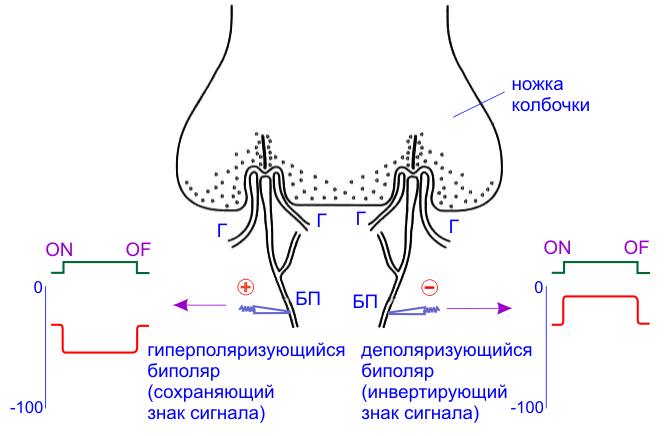 ножка
колбочки
Г
Г
Г
Г
ON
OF
0
-100
+
БП
БП
−
ON
OF
0
-100
гиперполяризующийся
биполяр
(сохраняющий
знак сигнала)
деполяризующийся
биполяр
(инвертирующий
знак сигнала)